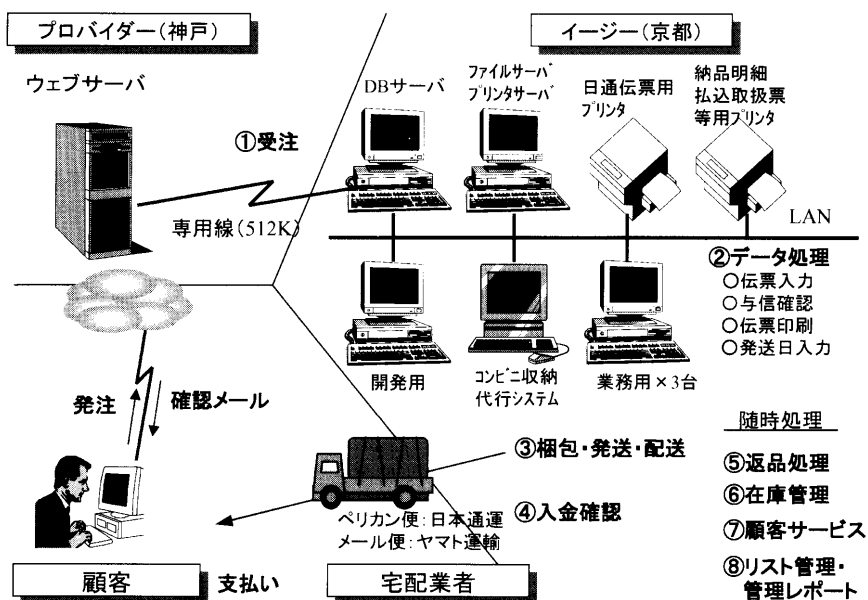 プロバイダー(神戸)
ウェブサーバ
①受注
専用線(512K)
イージー(京都)
DBサーバ
ファイルサーバ
プリンタサーバ
日通伝票用
プリンタ
納品明細
払込取扱票
等用プリンタ
LAN
開発用
コンビニ収納
代行システム
業務用×3台
②データ処理
○伝票入力
○与信確認
○伝票印刷
○発送日入力
発注
確認メール
③梱包・発送・配送
ペリカン便:日本通運
メール便:ヤマト運輸
④入金確認
随時処理
⑤返品処理
⑥在庫管理
⑦顧客サービス
⑧リスト管理・
管理レポート
顧客
支払い
宅配業者